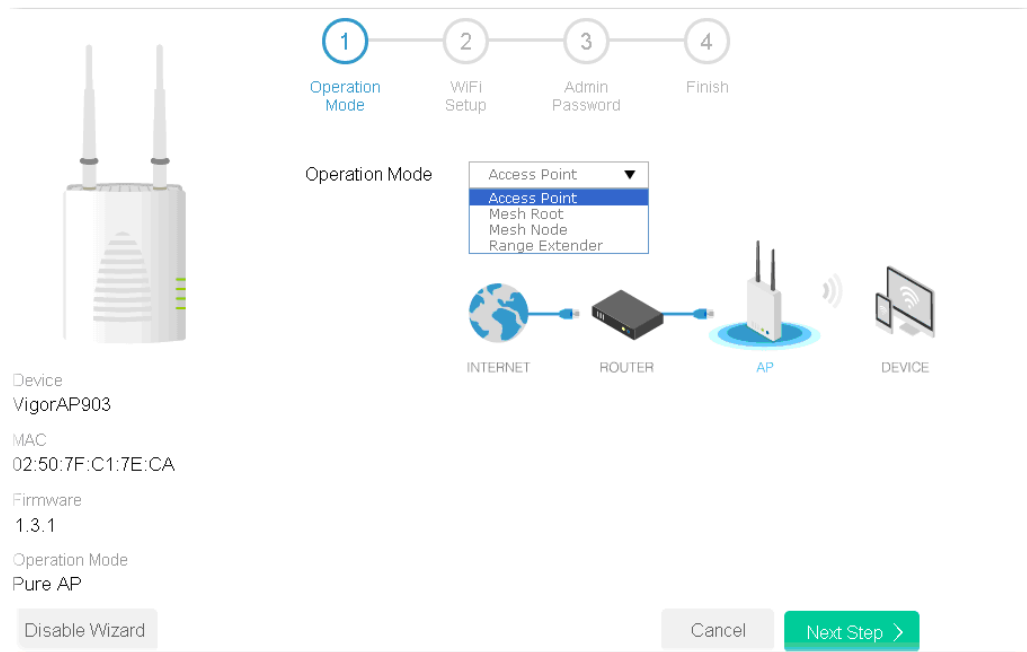 1
2
3
4
Operation
Mode
WiFi
Setup
Admin
Password
Finish
Operation Mode
Access Point
Access Point
Mesh Root
Mesh Node
Range Extender
INTERNET
ROUTER
AP
DEVICE
Device
VigorAP903
MAC
02:50:7F:C1:7E:CA
Firmware
1.3.1
Operation Mode
Pure AP
Disable Wizard
Cancel
Next Step